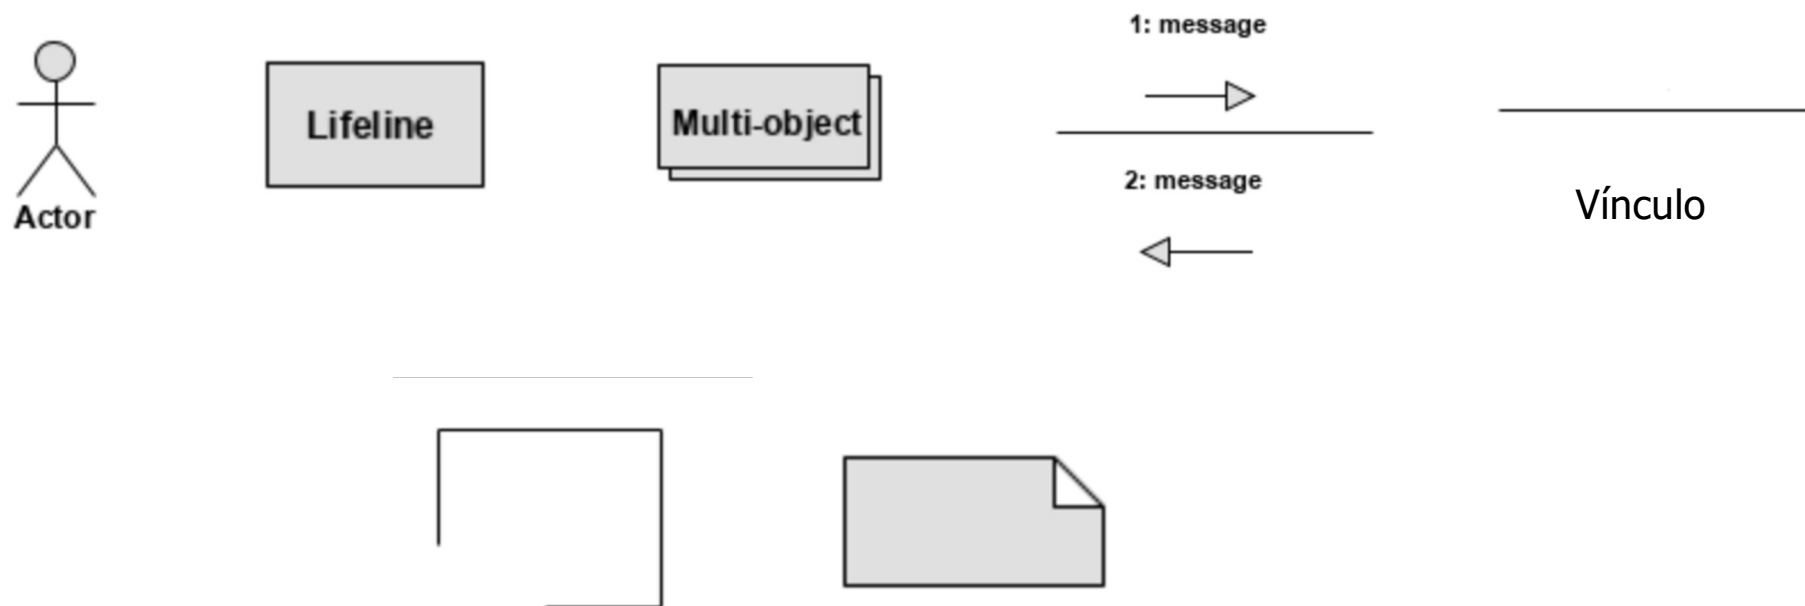 1: message
Lifeline
Multi-object
2: message
Vínculo
Actor